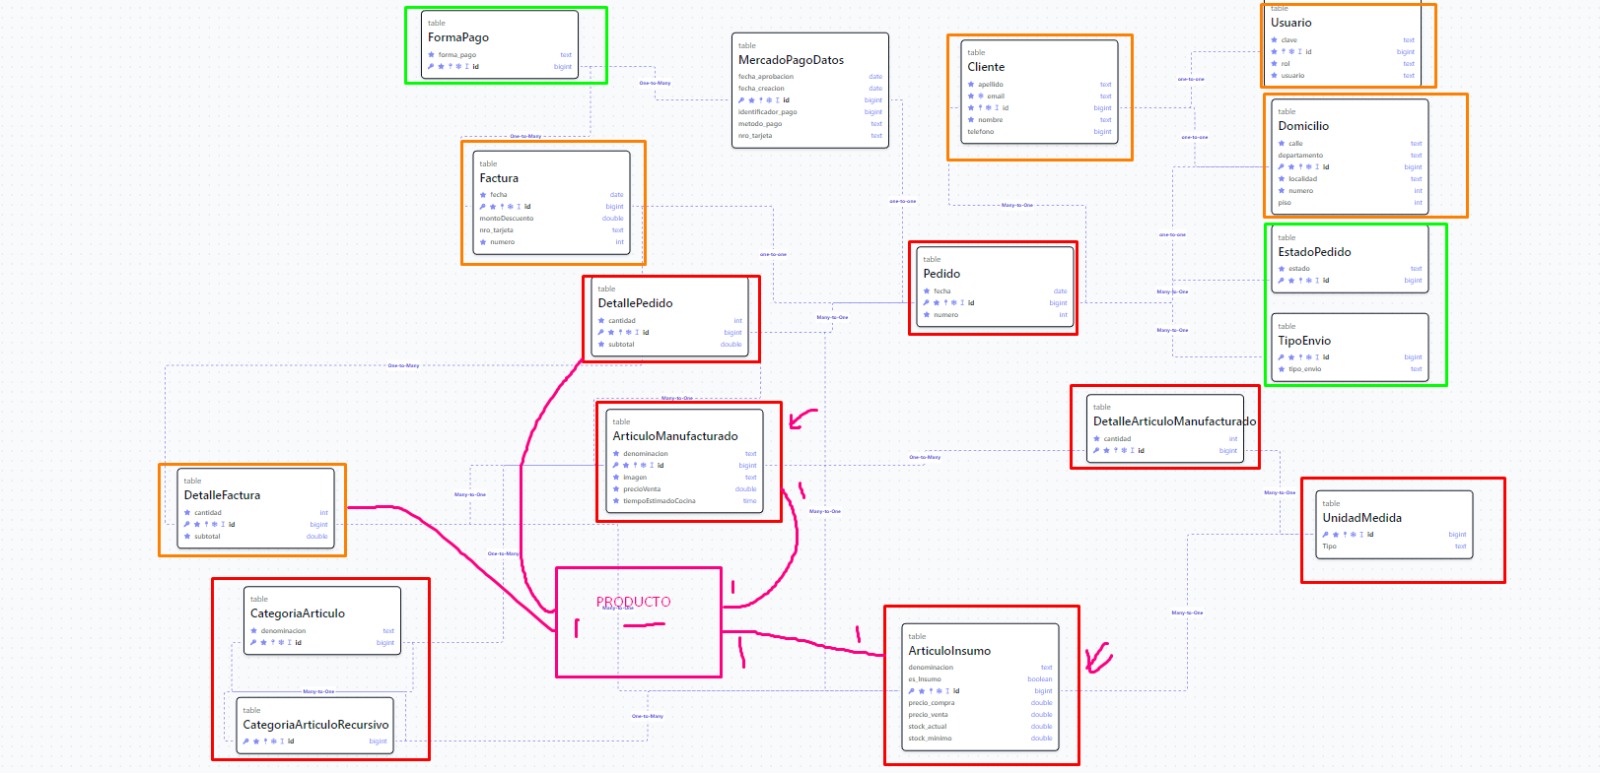 table
FormaPago
forma_pago text
id bigint
One-to-Many
One-to-Many
table
MercadoPagoDatos
fecha_aprobacion date
fecha_creacion date
id bigint
identificador_pago bigint
metodo_pago text
nro_tarjeta text
table
Cliente
apellido text
email text
id bigint
nombre text
telefono bigint
table
Usuario
clave text
id bigint
rol text
usuario text
one-to-one
one-to-one
table
Domicilio
calle text
departamento text
id bigint
localidad text
numero int
piso int
table
Factura
fecha date
id bigint
montoDescuento double
nro_tarjeta text
numero int
one-to-one
Many-to-One
one-to-one
one-to-one
table
EstadoPedido
estado text
id bigint
table
TipoEnvio
id bigint
tipo_envio text
Many-to-One
Many-to-One
table
Pedido
fecha date
id bigint
numero int
table
DetallePedido
cantidad int
id bigint
subtotal double
Many-to-One
One-to-Many
Many-to-One
table
ArticuloManufacturado
denominacion text
id bigint
imagen text
precioVenta double
tiempoEstimadoCocina time
table
DetalleArticuloManufacturado
cantidad int
id bigint
One-to-Many
Many-to-One
Many-to-One
Many-to-One
table
UnidadMedida
id bigint
Tipo text
table
DetalleFactura
cantidad int
id bigint
subtotal double
One-to-Many
PRODUCTO
Many-to-One
table
CategoriaArticulo
denominacion text
id bigint
Many-to-One
table
CategoriaArticuloRecursivo
id bigint
One-to-Many
Many-to-One
table
ArticuloInsumo
denominacion text
es_Insumo boolean
id bigint
precio_compra double
precio_venta double
stock_actual double
stock_minimo double